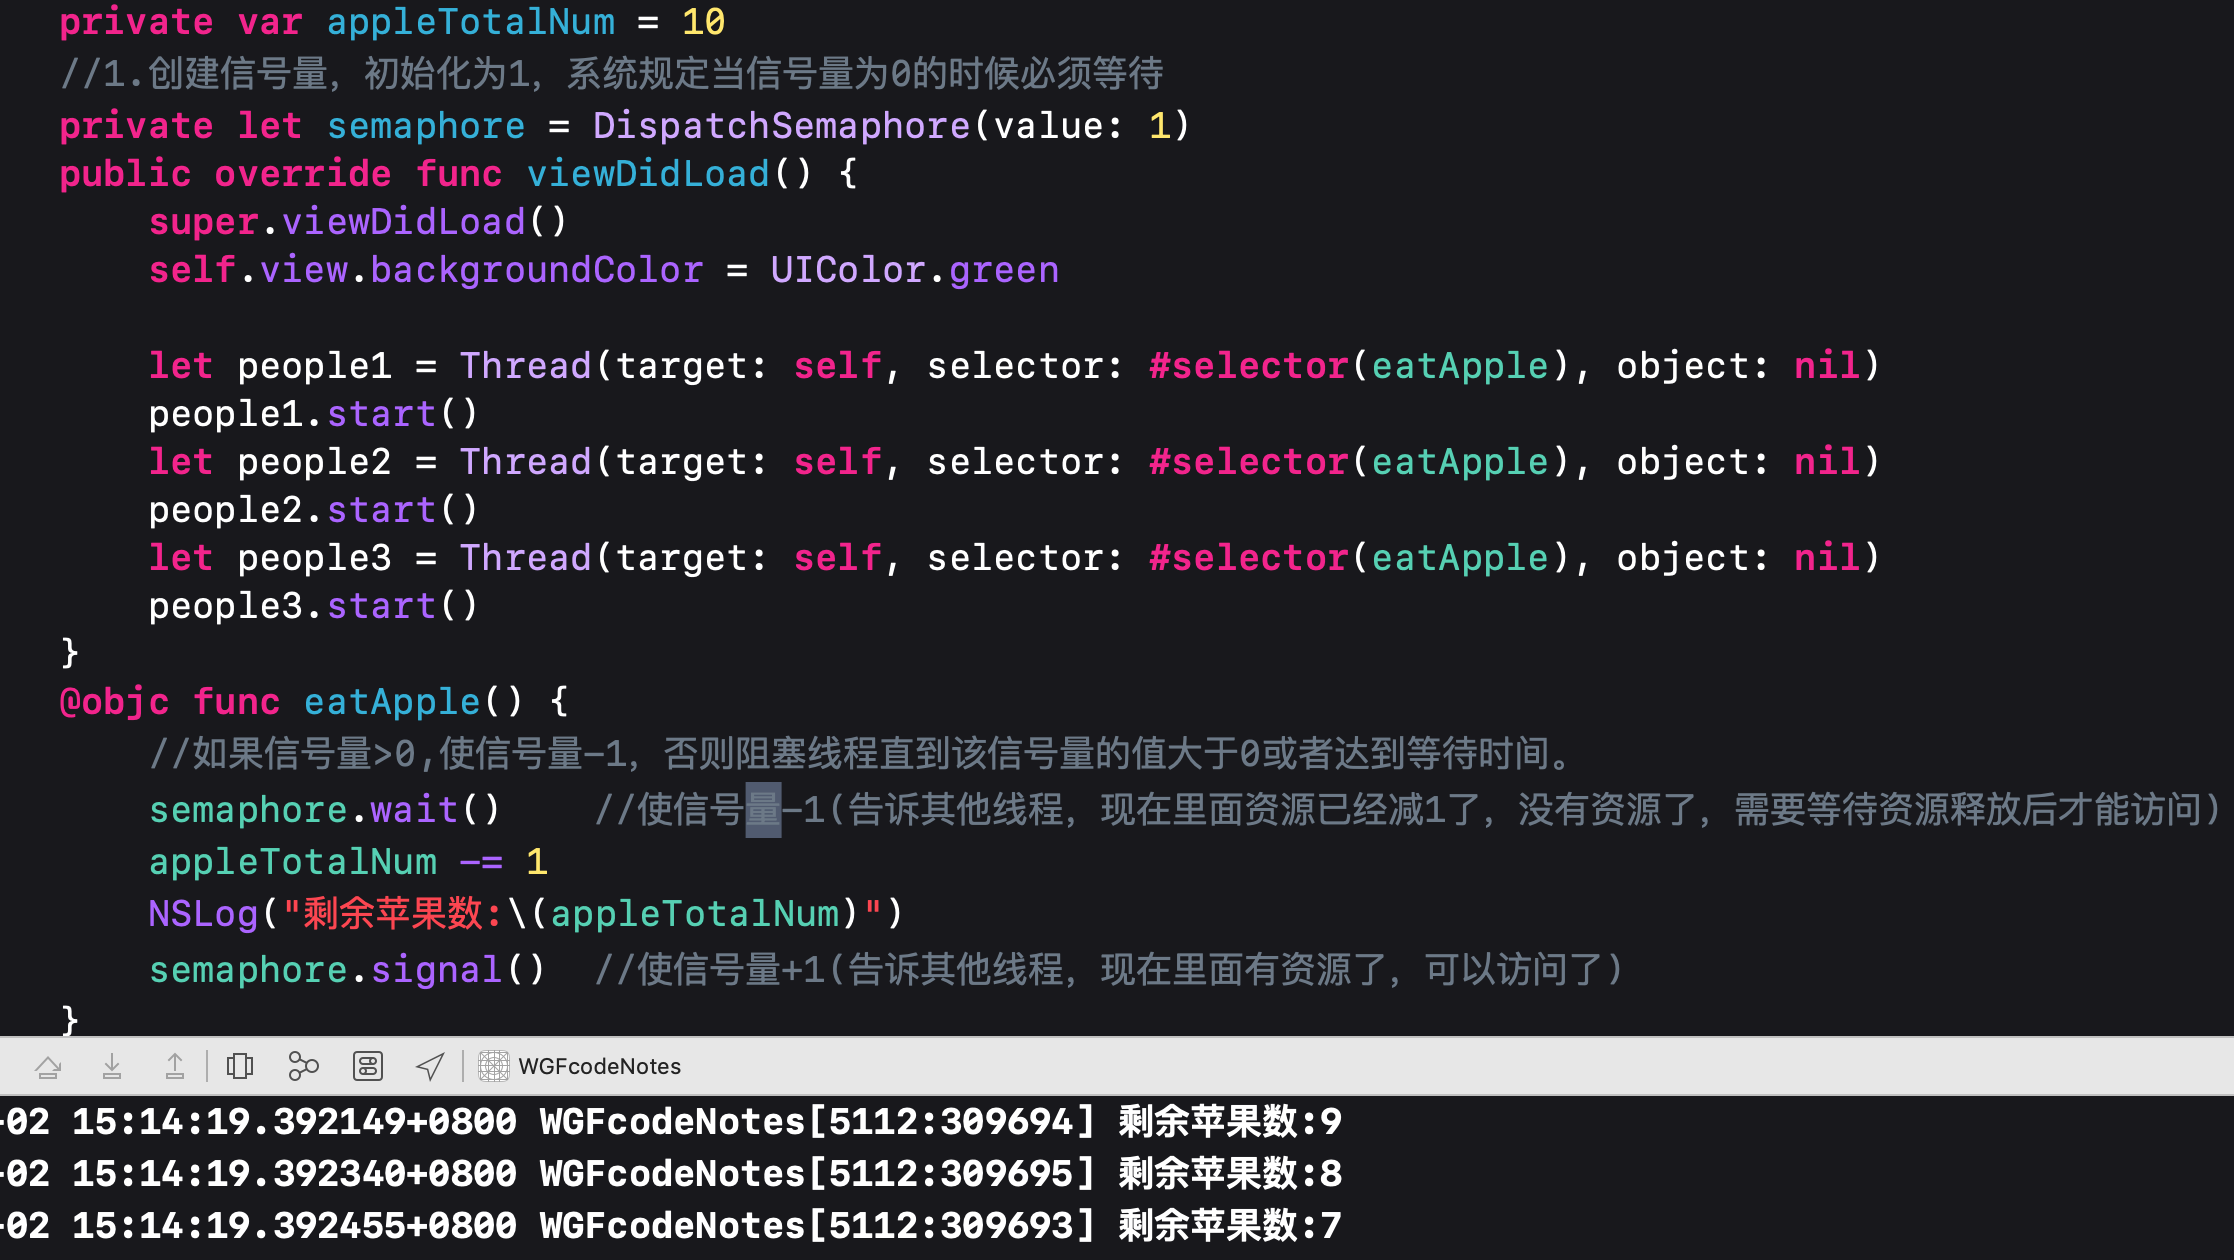 private var appleTotalNum = 10
//1.创建信号量，初始化为1，系统规定当信号量为0的时候必须等待
private let semaphore = DispatchSemaphore(value: 1)
public override func viewDidLoad() {
super.viewDidLoad()
self.view.backgroundColor = UIColor.green
let people1 = Thread(target: self, selector: #selector(eatApple), object: nil)
people1.start()
let people2 = Thread(target: self, selector: #selector(eatApple), object: nil)
people2.start()
let people3 = Thread(target: self, selector: #selector(eatApple), object: nil)
people3.start()
}
@objc func eatApple() {
//如果信号量>0,使信号量-1，否则阻塞线程直到该信号量的值大于0或者达到等待时间。
semaphore.wait() //使信号量-1(告诉其他线程，现在里面资源已经减1了，没有资源了，需要等待资源释放后才能访问)
appleTotalNum -= 1
NSLog("剩余苹果数:\(appleTotalNum)")
semaphore.signal() //使信号量+1(告诉其他线程，现在里面有资源了，可以访问了)
}
WGFcodeNotes
-02 15:14:19.392149+0800 WGFcodeNotes[5112:309694] 剩余苹果数:9
-02 15:14:19.392340+0800 WGFcodeNotes[5112:309695] 剩余苹果数:8
-02 15:14:19.392455+0800 WGFcodeNotes[5112:309693] 剩余苹果数:7